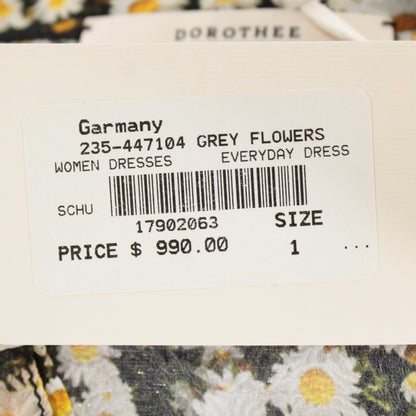 DOROTHEE
Garmany
235-447104 GREY FLOWERS
WOMEN DRESSES EVERYDAY DRESS
SCHU
17902063 SIZE
PRICE $ 990.00 1 ...